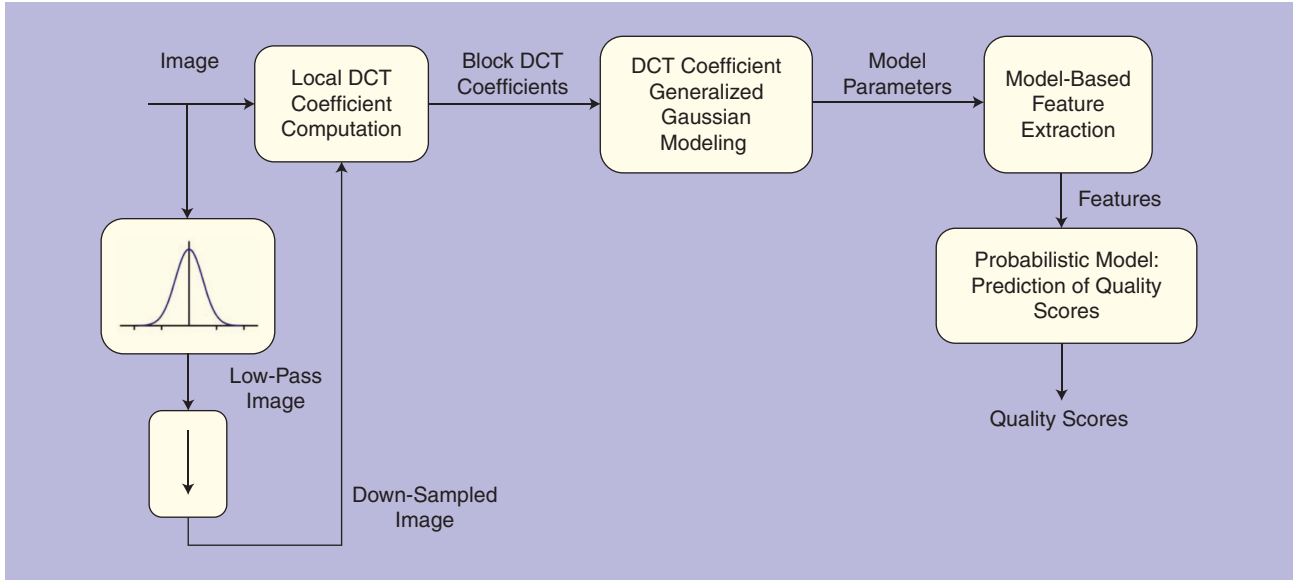 Image
Local DCT
Coefficient
Computation
Block DCT
Coefficients
DCT Coefficient
Generalized
Gaussian
Modeling
Model
Parameters
Model-Based
Feature
Extraction
Features
Probabilistic Model:
Prediction of Quality
Scores
Quality Scores
Low-Pass
Image
Down-Sampled
Image